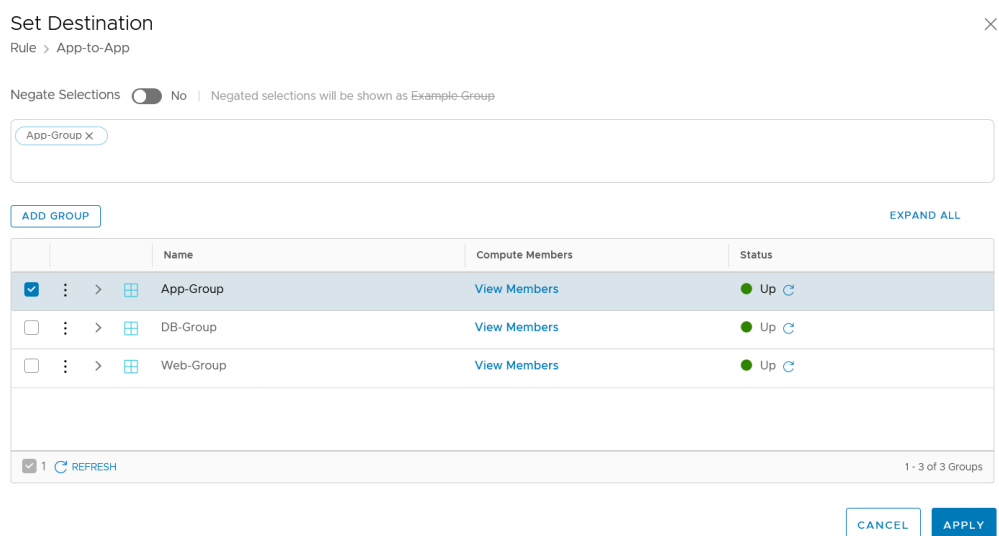 Set Destination
Rule > App-to-App
Negate Selections No | Negated selections will be shown as Example Group
App-Group ×
ADD GROUP EXPAND ALL
Name Compute Members Status
App-Group View Members Up
DB-Group View Members Up
Web-Group View Members Up
1 REFRESH 1 - 3 of 3 Groups
CANCEL APPLY